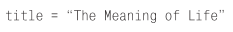 title = “The Meaning of Life”